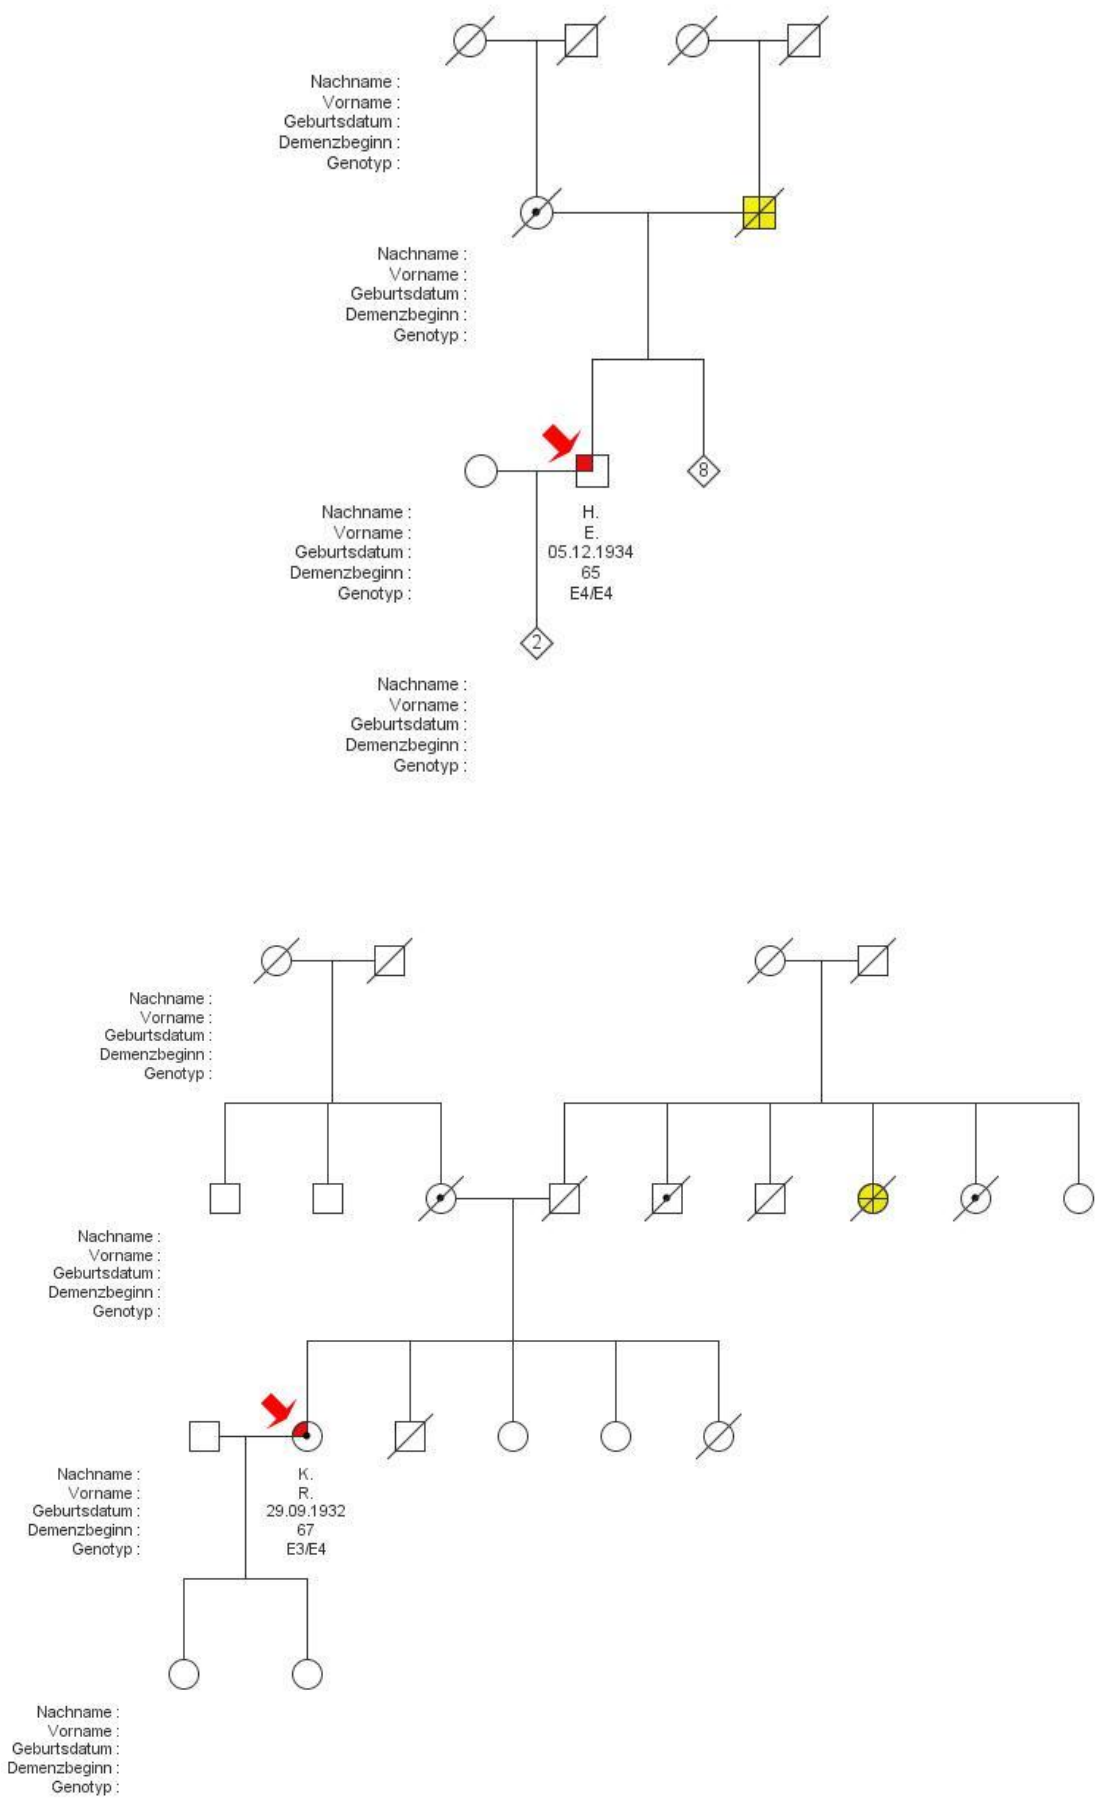 Nachname :
Vorname :
Geburtsdatum :
Demenzbeginn :
Genotyp :
Nachname :
Vorname :
Geburtsdatum :
Demenzbeginn :
Genotyp :
8
Nachname : H.
Vorname : E.
Geburtsdatum : 05.12.1934
Demenzbeginn : 65
Genotyp : E4/E4
2
Nachname :
Vorname :
Geburtsdatum :
Demenzbeginn :
Genotyp :
Nachname :
Vorname :
Geburtsdatum :
Demenzbeginn :
Genotyp :
Nachname :
Vorname :
Geburtsdatum :
Demenzbeginn :
Genotyp :
Nachname : K.
Vorname : R.
Geburtsdatum : 29.09.1932
Demenzbeginn : 67
Genotyp : E3/E4
Nachname :
Vorname :
Geburtsdatum :
Demenzbeginn :
Genotyp :